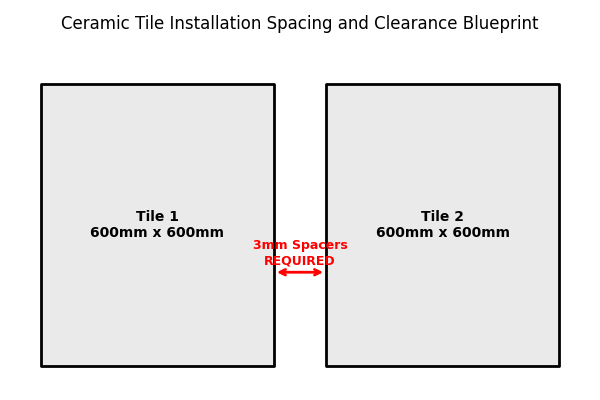 Ceramic Tile Installation Spacing and Clearance Blueprint
Tile 1
600mm x 600mm
Tile 2
600mm x 600mm
3mm Spacers
REQUIRED